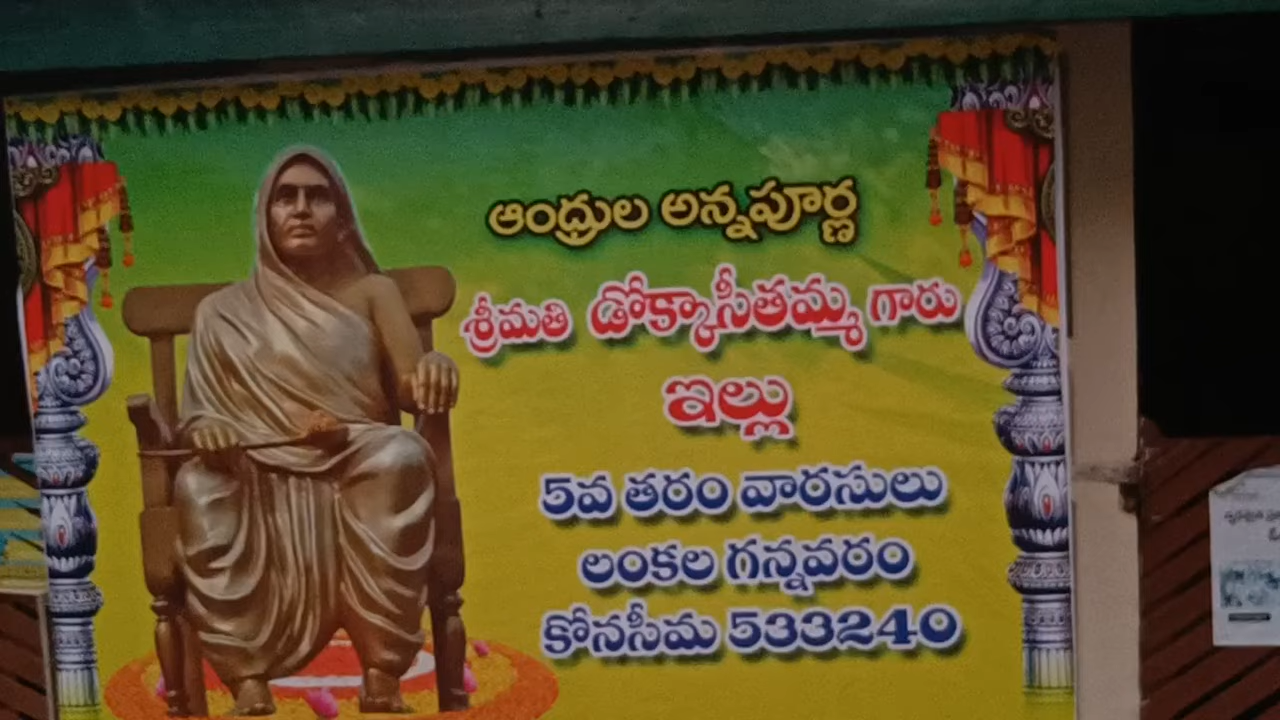 ఆంధ్రుల అన్నపూర్ణ
శ్రీమతి డోక్కాసీతమ్మ గారు
ఇల్లు
5వ తరం వారసులు
లంకల గన్నవరం
కోనసీమ 533240